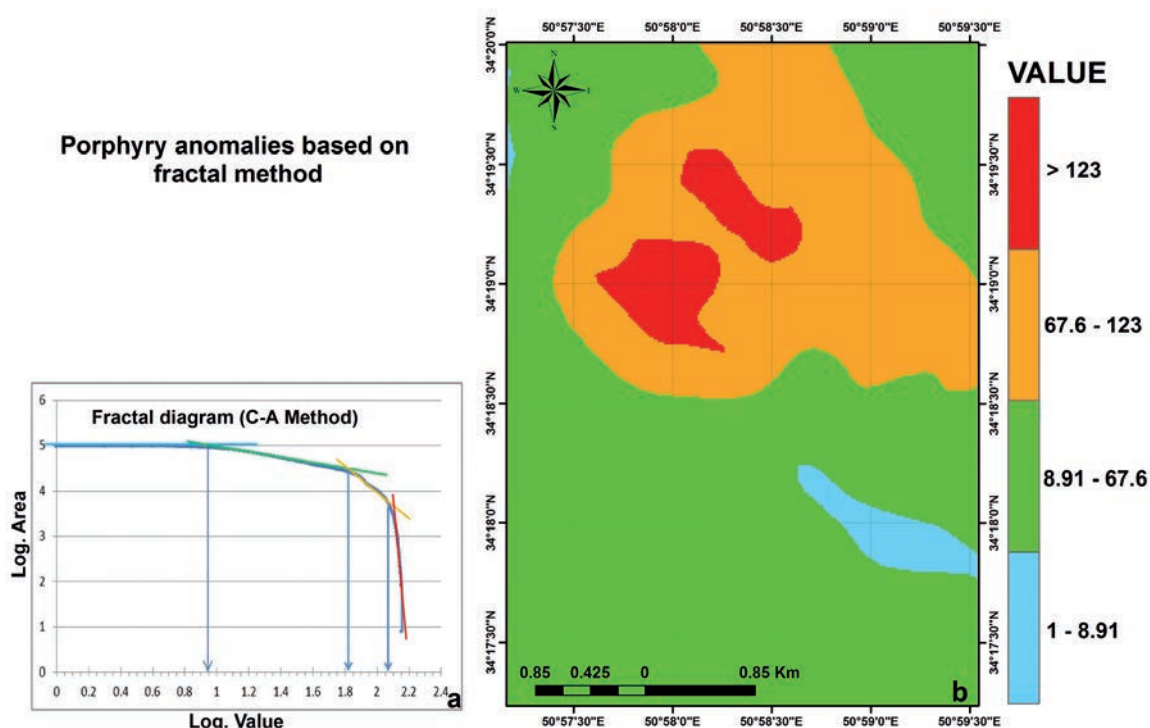 Porphyry anomalies based on
fractal method
Fractal diagram (C-A Method)
Log. Area
6
5
4
3
2
1
0
0 0.2 0.4 0.6 0.8 1 1.2 1.4 1.6 1.8 2 2.2 2.4
Log. Value
a
50°57'30"E 50°58'0"E 50°58'30"E 50°59'0"E 50°59'30"E
34°20'0"N
34°19'30"N
34°19'0"N
34°18'30"N
34°18'0"N
34°17'30"N
N
W
S
34°20'0"N
34°19'30"N
34°19'0"N
34°18'30"N
34°18'0"N
34°17'30"N
0.85 0.425 0 0.85 Km
b
50°57'30"E 50°58'0"E 50°58'30"E 50°59'0"E 50°59'30"E
VALUE
> 123
67.6 - 123
8.91 - 67.6
1 - 8.91